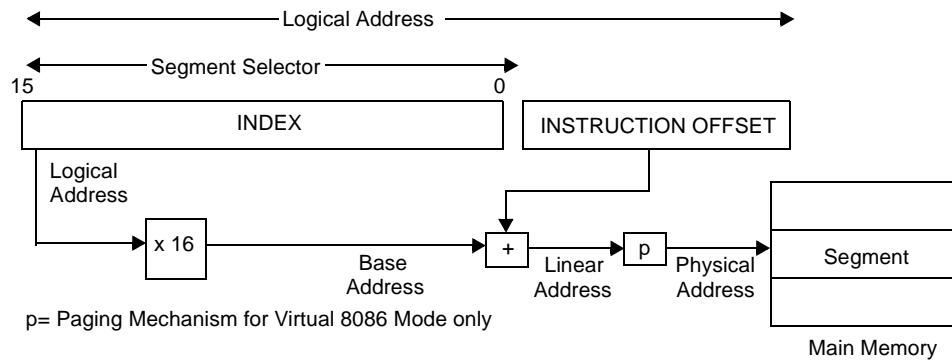 Logical Address
Segment Selector
15
0
INDEX
INSTRUCTION OFFSET
Logical
Address
x 16
+
p
Segment
Base
Address
Linear
Address
Physical
Address
p= Paging Mechanism for Virtual 8086 Mode only
Main Memory